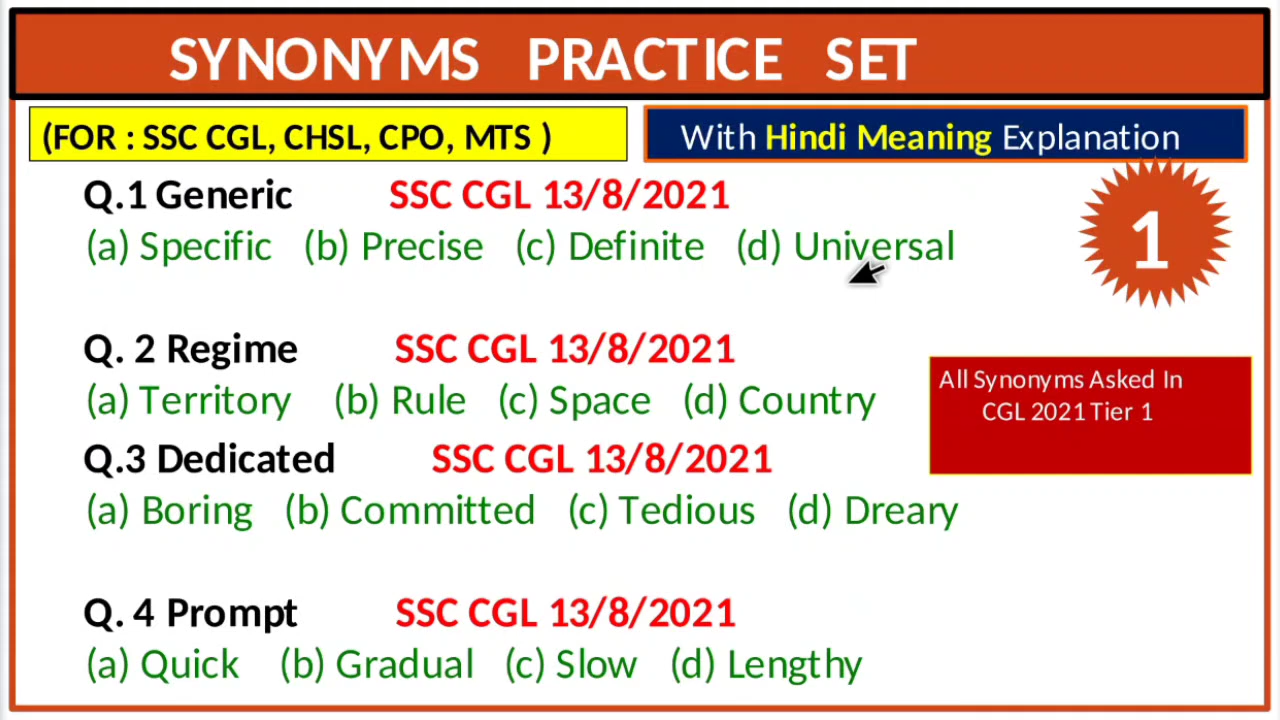 SYNONYMS PRACTICE SET
(FOR : SSC CGL, CHSL, CPO, MTS )
With Hindi Meaning Explanation
Q.1 Generic SSC CGL 13/8/2021
(a) Specific (b) Precise (c) Definite (d) Universal
1
Q. 2 Regime SSC CGL 13/8/2021
(a) Territory (b) Rule (c) Space (d) Country
All Synonyms Asked In
CGL 2021 Tier 1
Q.3 Dedicated SSC CGL 13/8/2021
(a) Boring (b) Committed (c) Tedious (d) Dreary
Q. 4 Prompt SSC CGL 13/8/2021
(a) Quick (b) Gradual (c) Slow (d) Lengthy